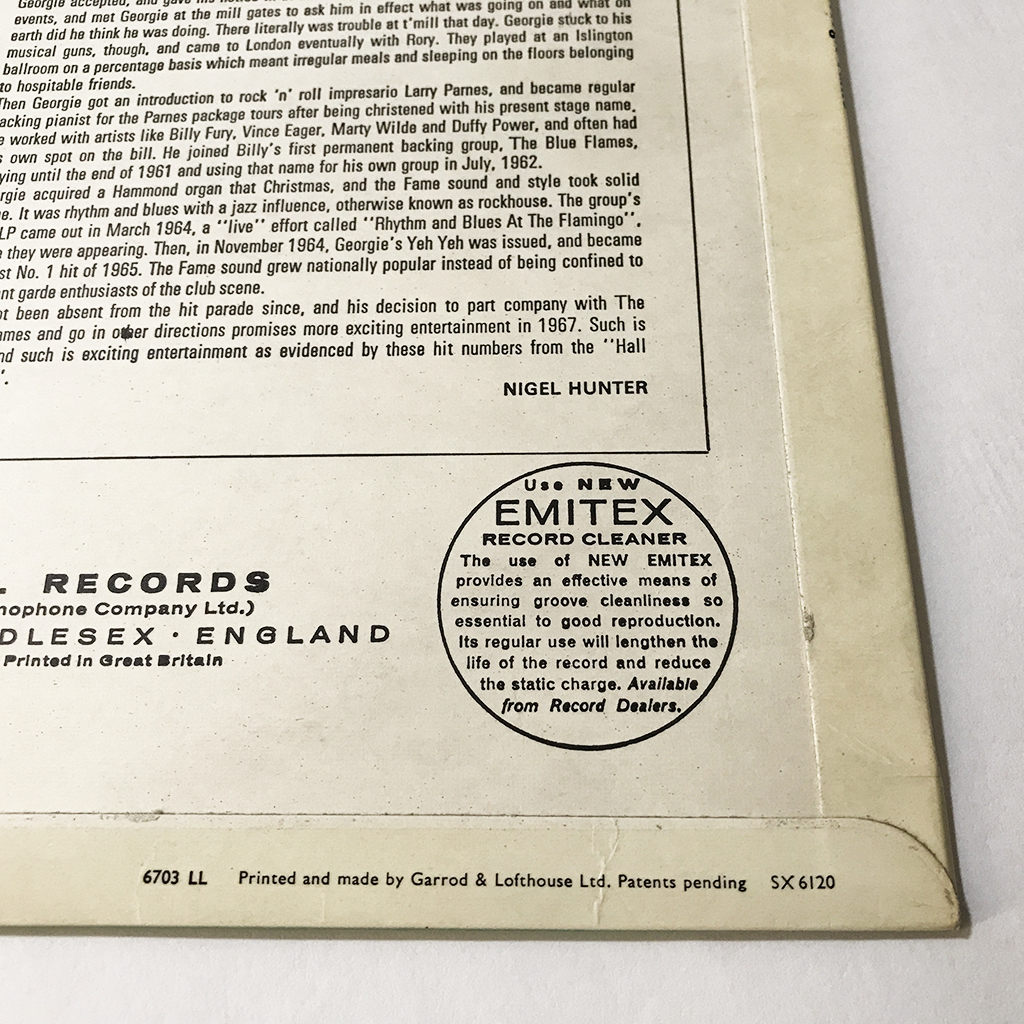 Georgie accepted, and gave his
events, and met Georgie at the mill gates to ask him in effect what was going on and what on
earth did he think he was doing. There literally was trouble at t'mill that day. Georgie stuck to his
musical guns, though, and came to London eventually with Rory. They played at an Islington
ballroom on a percentage basis which meant irregular meals and sleeping on the floors belonging
to hospitable friends.
Then Georgie got an introduction to rock 'n' roll impresario Larry Parnes, and became regular
acking pianist for the Parnes package tours after being christened with his present stage name.
e worked with artists like Billy Fury, Vince Eager, Marty Wilde and Duffy Power, and often had
s own spot on the bill. He joined Billy's first permanent backing group, The Blue Flames,
ying until the end of 1961 and using that name for his own group in July, 1962.
rgie acquired a Hammond organ that Christmas, and the Fame sound and style took solid
e. It was rhythm and blues with a jazz influence, otherwise known as rockhouse. The group's
LP came out in March 1964, a "live" effort called "Rhythm and Blues At The Flamingo",
e they were appearing. Then, in November 1964, Georgie's Yeh Yeh was issued, and became
st No. 1 hit of 1965. The Fame sound grew nationally popular instead of being confined to
nt garde enthusiasts of the club scene.
ot been absent from the hit parade since, and his decision to part company with The
ames and go in other directions promises more exciting entertainment in 1967. Such is
nd such is exciting entertainment as evidenced by these hit numbers from the "Hall
".
NIGEL HUNTER
L RECORDS
nophone Company Ltd.)
DLESEX · ENGLAND
Printed in Great Britain
Use NEW
EMITEX
RECORD CLEANER
The use of NEW EMITEX
provides an effective means of
ensuring groove cleanliness so
essential to good reproduction.
Its regular use will lengthen the
life of the record and reduce
the static charge. Available
from Record Dealers.
6703 LL Printed and made by Garrod & Lofthouse Ltd. Patents pending SX 6120